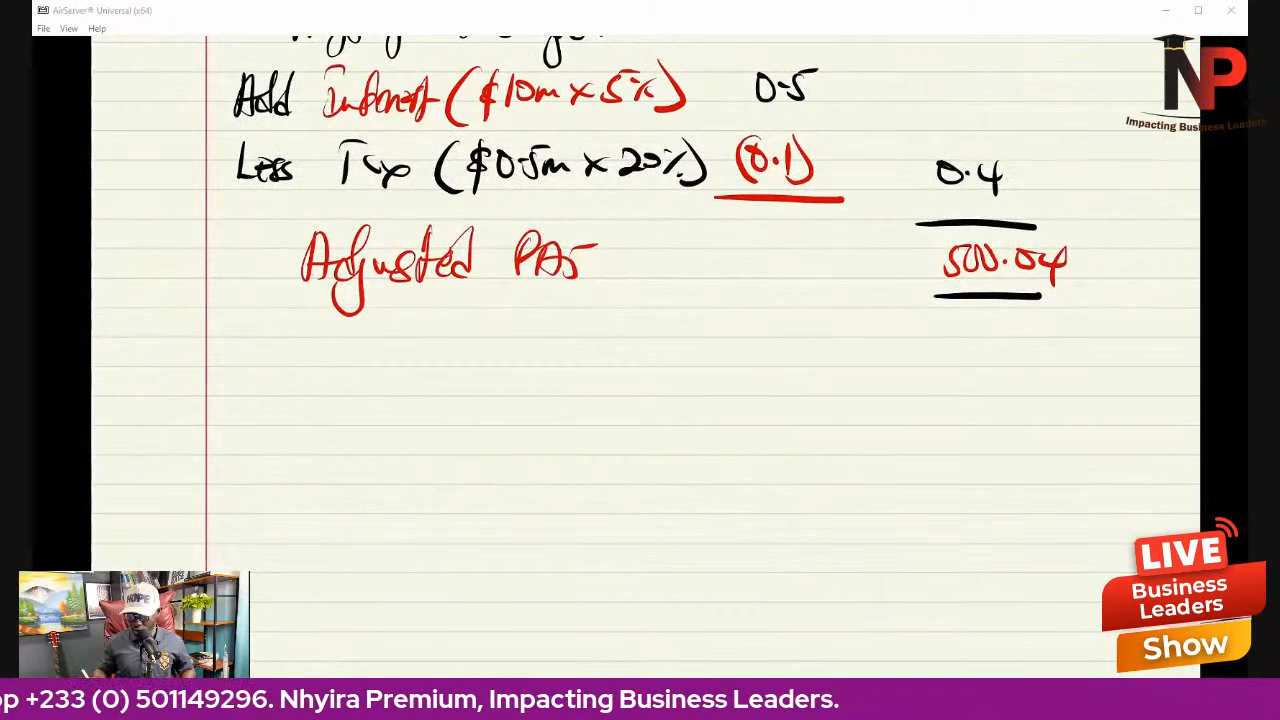 AirServer® Universal (x64)
File View Help
NP
Impacting Business Leaders
Add Interest ($10m x 5%) 0.5
Less Tax ($0.5m x 20%) (0.1) 0.4
Adjusted PAT 500.04
HOPE
LIVE
Business
Leaders
Show
pp +233 (0) 501149296. Nhyira Premium, Impacting Business Leaders.